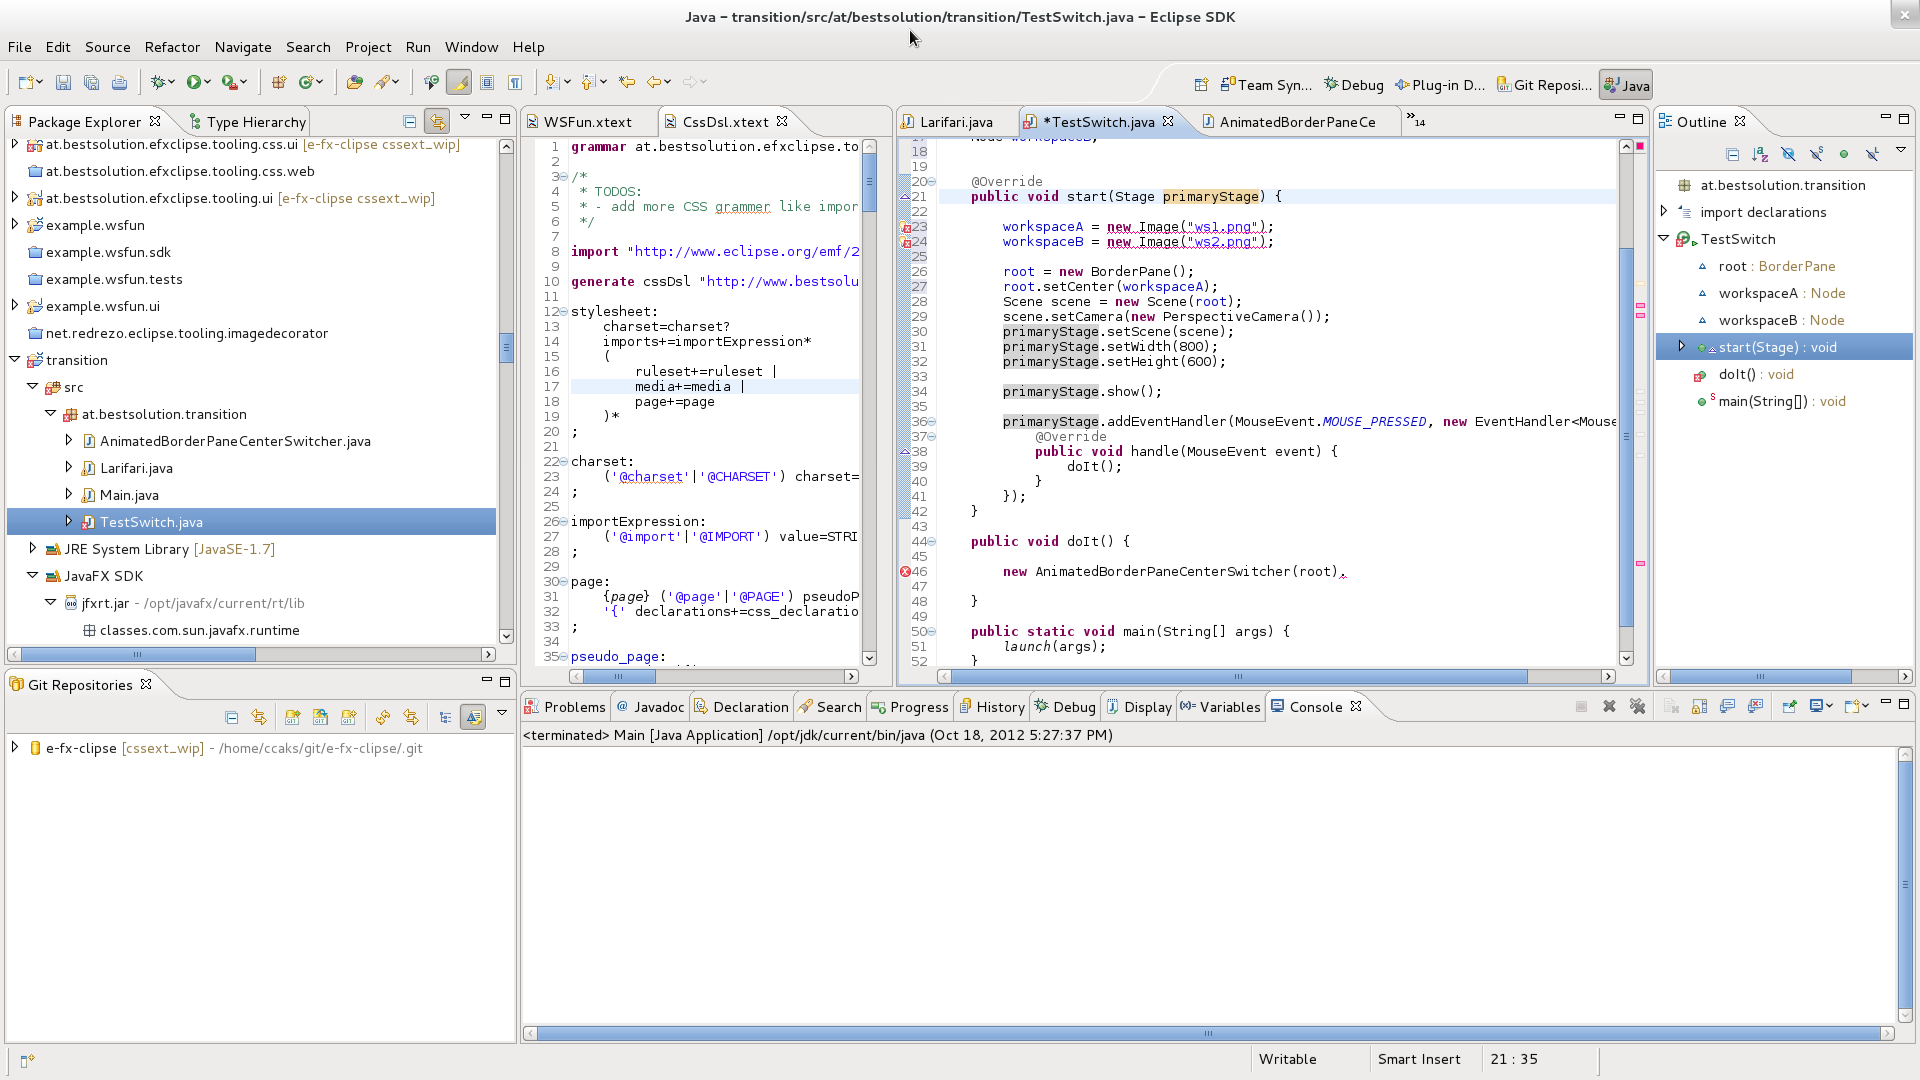 Java – transition/src/at/bestsolution/transition/TestSwitch.java – Eclipse SDK
File Edit Source Refactor Navigate Search Project Run Window Help
Team Syn... Debug Plug-in D... Git Reposi... Java
Package Explorer Type Hierarchy
at.bestsolution.efxclipse.tooling.css.ui [e-fx-clipse cssext_wip]
at.bestsolution.efxclipse.tooling.css.web
at.bestsolution.efxclipse.tooling.ui [e-fx-clipse cssext_wip]
example.wsfun
example.wsfun.sdk
example.wsfun.tests
example.wsfun.ui
net.redrezo.eclipse.tooling.imagedecorator
transition
src
at.bestsolution.transition
AnimatedBorderPaneCenterSwitcher.java
Larifari.java
Main.java
TestSwitch.java
JRE System Library [JavaSE-1.7]
JavaFX SDK
jfxrt.jar - /opt/javafx/current/rt/lib
classes.com.sun.javafx.runtime
Git Repositories
e-fx-clipse [cssext_wip] - /home/ccaks/git/e-fx-clipse/.git
WSFun.xtext CssDsl.xtext
1 grammar at.bestsolution.efxclipse.to
2
3 /*
4 * TODOS:
5 * - add more CSS grammer like impor
6 */
7
8 import "http://www.eclipse.org/emf/2
9
10 generate cssDsl "http://www.bestsolu
11
12 stylesheet:
13 charset=charset?
14 imports+=importExpression*
15 (
16 ruleset+=ruleset |
17 media+=media |
18 page+=page
19 )*
20 ;
21
22 charset:
23 ('@charset'|'@CHARSET') charset=
24 ;
25
26 importExpression:
27 ('@import'|'@IMPORT') value=STRI
28 ;
29
30 page:
31 {page} ('@page'|'@PAGE') pseudoP
32 '{' declarations+=css_declaratio
33 ;
34
35 pseudo_page:
Larifari.java *TestSwitch.java AnimatedBorderPaneCe »14
17 Node workspaceB;
18
19
20 @Override
21 public void start(Stage primaryStage) {
22
23 workspaceA = new Image("ws1.png");
24 workspaceB = new Image("ws2.png");
25
26 root = new BorderPane();
27 root.setCenter(workspaceA);
28 Scene scene = new Scene(root);
29 scene.setCamera(new PerspectiveCamera());
30 primaryStage.setScene(scene);
31 primaryStage.setWidth(800);
32 primaryStage.setHeight(600);
33
34 primaryStage.show();
35
36 primaryStage.addEventHandler(MouseEvent.MOUSE_PRESSED, new EventHandler<Mouse
37 @Override
38 public void handle(MouseEvent event) {
39 doIt();
40 }
41 });
42 }
43
44 public void doIt() {
45
46 new AnimatedBorderPaneCenterSwitcher(root),
47
48 }
49
50 public static void main(String[] args) {
51 launch(args);
52 }
Outline
at.bestsolution.transition
import declarations
TestSwitch
root : BorderPane
workspaceA : Node
workspaceB : Node
start(Stage) : void
doIt() : void
main(String[]) : void
Problems Javadoc Declaration Search Progress History Debug Display Variables Console
<terminated> Main [Java Application] /opt/jdk/current/bin/java (Oct 18, 2012 5:27:37 PM)
Writable Smart Insert 21 : 35